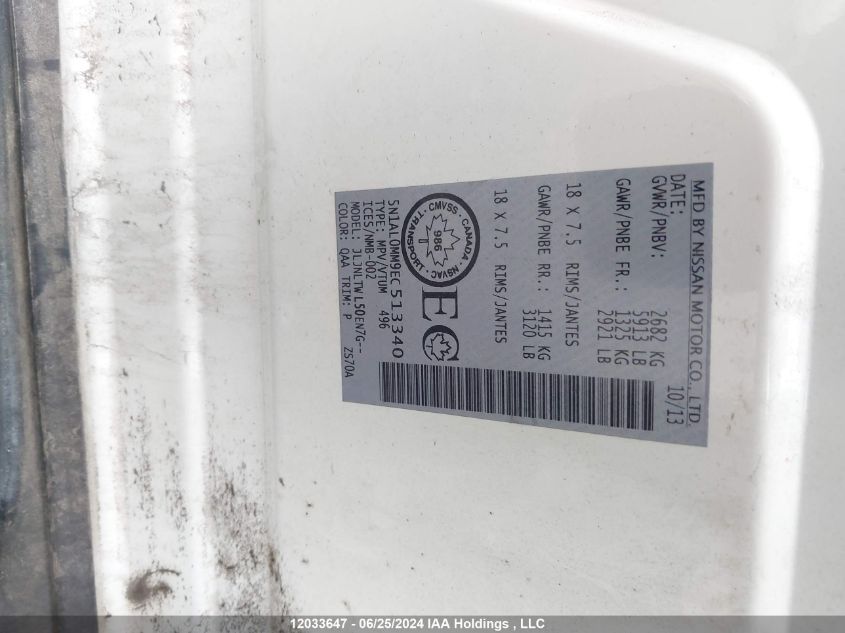 MFD BY NISSAN MOTOR CO., LTD.
DATE: 10/13
GVWR/PNBV: 2682 KG
5913 LB
GAWR/PNBE FR.: 1325 KG
2921 LB
18 X 7.5 RIMS/JANTES
GAWR/PNBE RR.: 1415 KG
3120 LB
18 X 7.5 RIMS/JANTES
CMVSS · CANADA · NSVAC · TRANSPORT
986
EC
5N1AL0MM9EC513340
TYPE: MPV/VTUM 496
ICES/NMB-002
MODEL: JLJNLTWL50EN7G--
COLOR: QAA TRIM: P ZS70A
12033647 - 06/25/2024 IAA Holdings , LLC